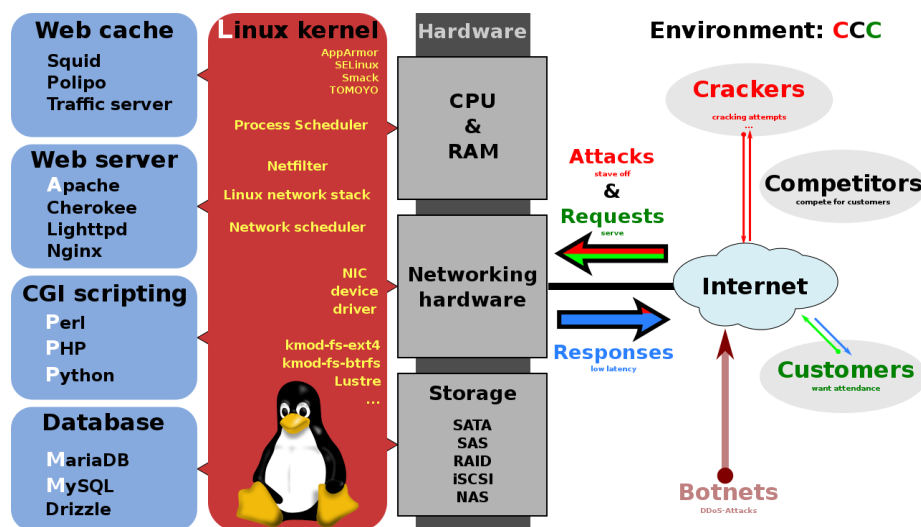 Web cache
Squid
Polipo
Traffic server
Web server
Apache
Cherokee
Lighttpd
Nginx
CGI scripting
Perl
PHP
Python
Database
MariaDB
MySQL
Drizzle
Linux kernel
AppArmor
SELinux
Smack
TOMOYO
Process Scheduler
Netfilter
Linux network stack
Network scheduler
NIC
device
driver
kmod-fs-ext4
kmod-fs-btrfs
Lustre
...
Hardware
CPU
&
RAM
Networking
hardware
Storage
SATA
SAS
RAID
iSCSI
NAS
Attacks
stave off
&
Requests
serve
Responses
low latency
Environment: CCC
Crackers
cracking attempts
...
Competitors
compete for customers
Internet
Customers
want attendance
Botnets
DDoS-Attacks